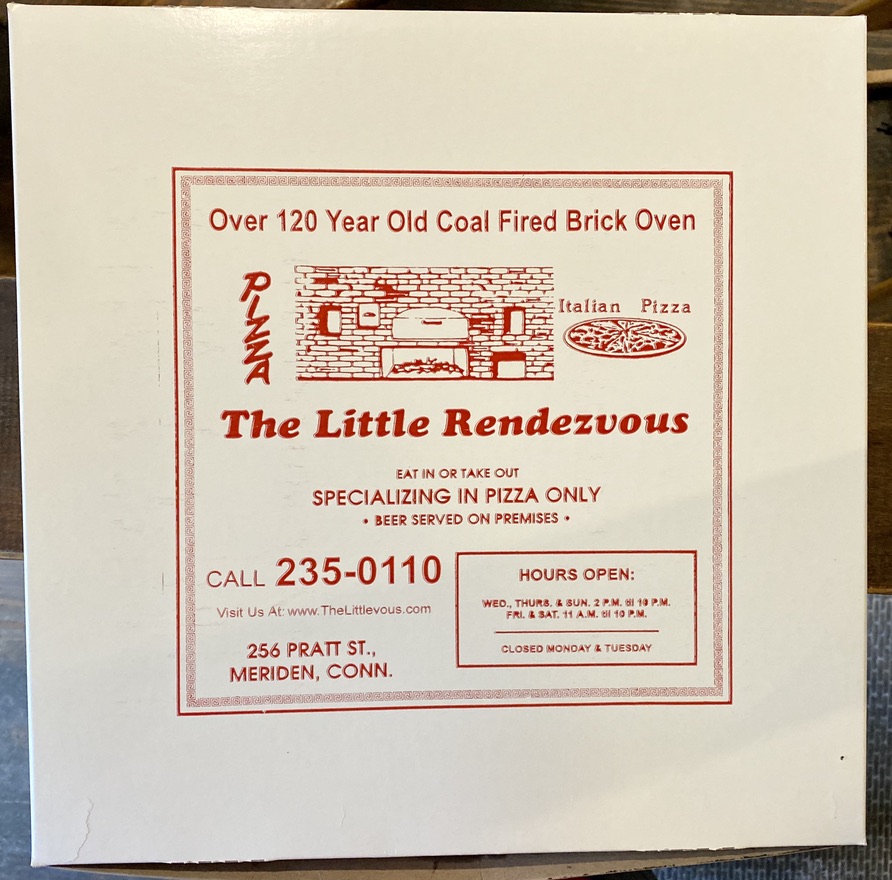 Over 120 Year Old Coal Fired Brick Oven
PIZZA
Italian Pizza
The Little Rendezvous
EAT IN OR TAKE OUT
SPECIALIZING IN PIZZA ONLY
• BEER SERVED ON PREMISES •
CALL 235-0110
Visit Us At: www.TheLittlevous.com
256 PRATT ST.,
MERIDEN, CONN.
HOURS OPEN:
WED., THURS. & SUN. 2 P.M. til 10 P.M.
FRI. & SAT. 11 A.M. til 10 P.M.
CLOSED MONDAY & TUESDAY